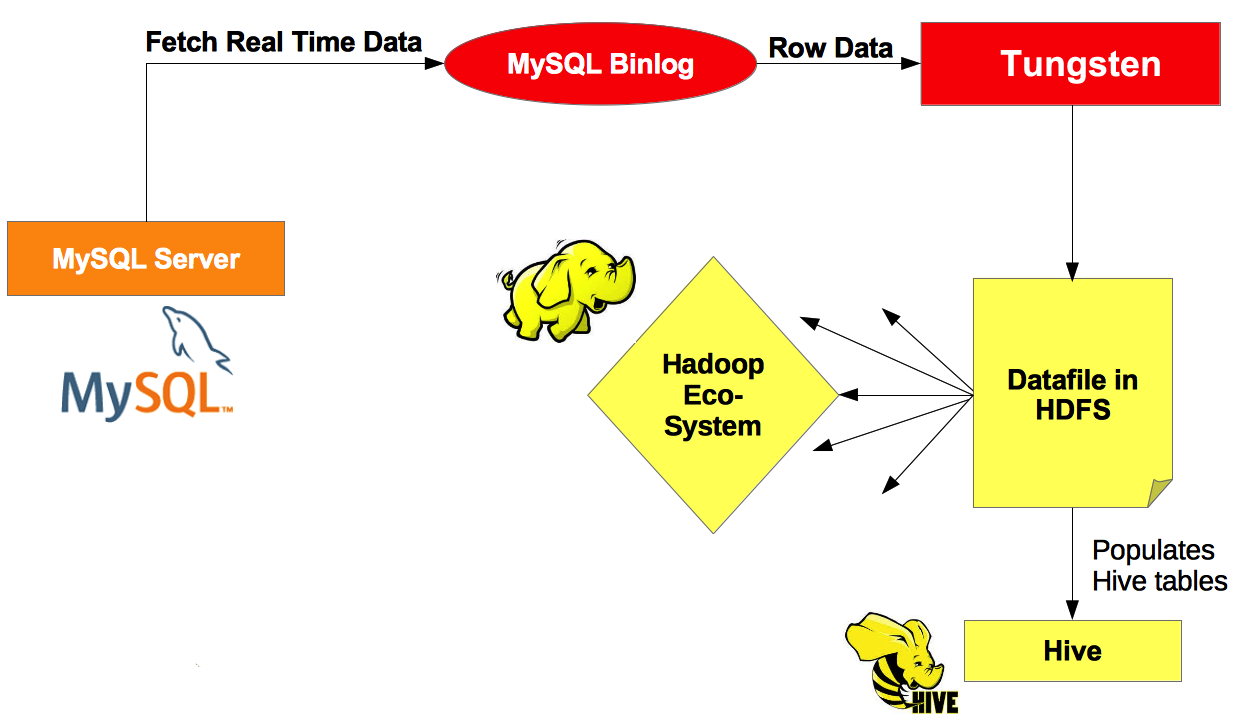 Fetch Real Time Data
MySQL Binlog
Row Data
Tungsten
MySQL Server
MySQL™
Hadoop
Eco-
System
Datafile in
HDFS
Populates
Hive tables
Hive
HIVE